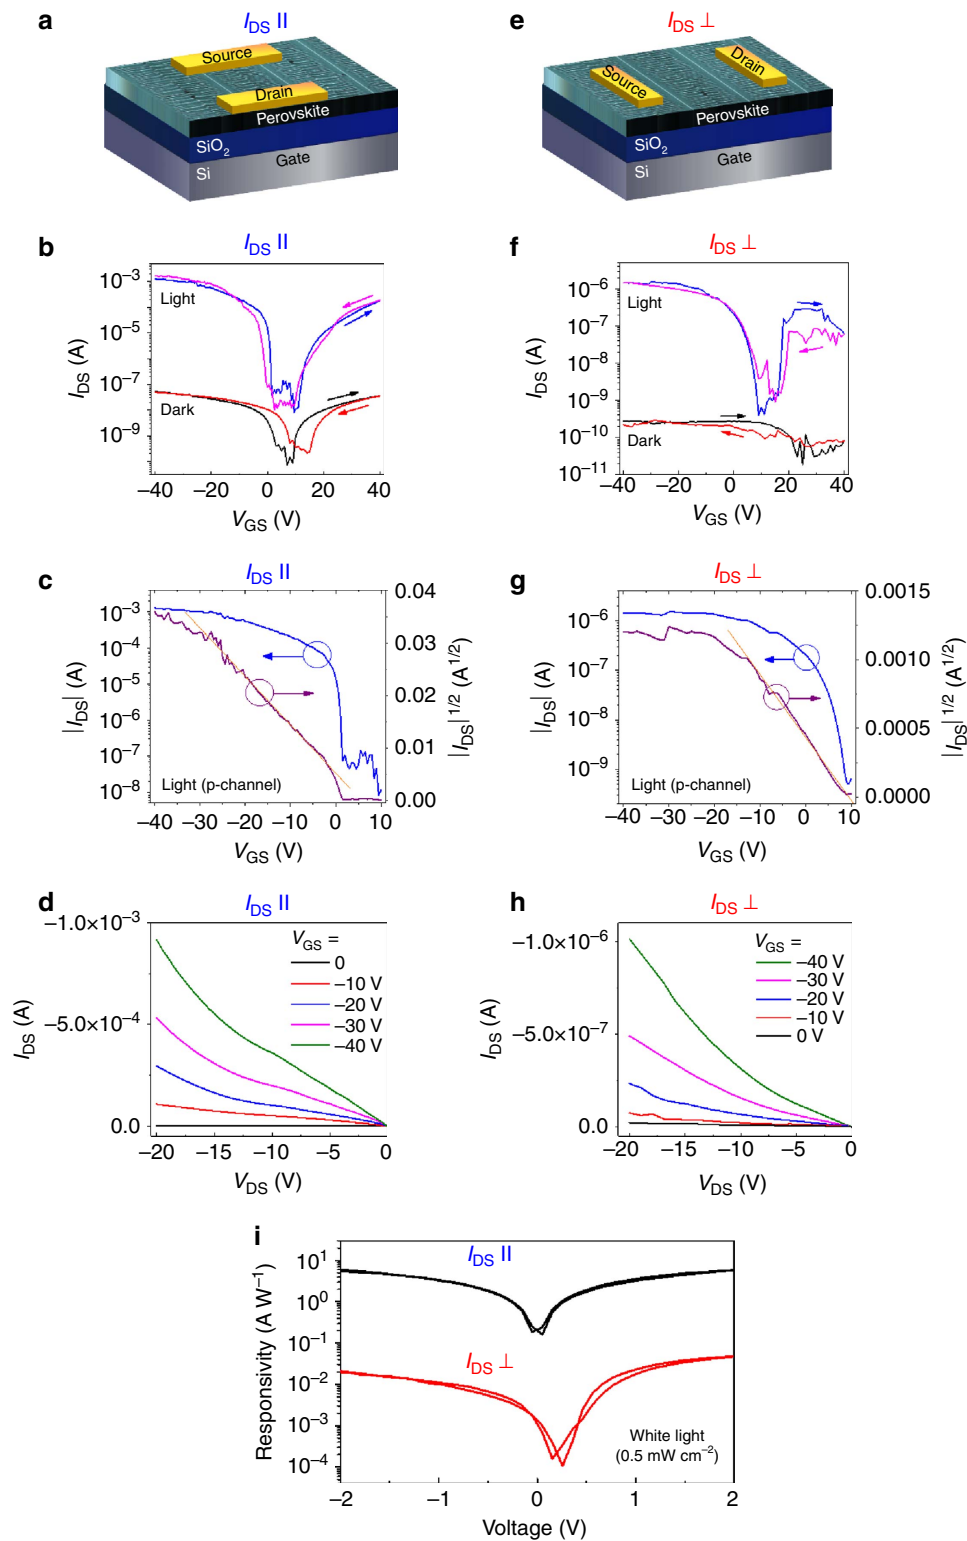 a
I_DS ||
Source
Drain
Perovskite
SiO2
Gate
Si
e
I_DS ⊥
Source
Drain
Perovskite
SiO2
Gate
Si
b
I_DS ||
I_DS (A)
10^−3
10^−5
10^−7
10^−9
Light
Dark
−40 −20 0 20 40
V_GS (V)
f
I_DS ⊥
I_DS (A)
10^−6
10^−7
10^−8
10^−9
10^−10
10^−11
Light
Dark
−40 −20 0 20 40
V_GS (V)
c
I_DS ||
|I_DS| (A)
10^−3
10^−4
10^−5
10^−6
10^−7
10^−8
0.04
0.03
0.02
0.01
0.00
|I_DS|^1/2 (A^1/2)
Light (p-channel)
−40 −30 −20 −10 0 10
V_GS (V)
g
I_DS ⊥
|I_DS| (A)
10^−6
10^−7
10^−8
10^−9
0.0015
0.0010
0.0005
0.0000
|I_DS|^1/2 (A^1/2)
Light (p-channel)
−40 −30 −20 −10 0 10
V_GS (V)
d
I_DS ||
I_DS (A)
−1.0×10^−3
−5.0×10^−4
0.0
V_GS =
0
−10 V
−20 V
−30 V
−40 V
−20 −15 −10 −5 0
V_DS (V)
h
I_DS ⊥
I_DS (A)
−1.0×10^−6
−5.0×10^−7
0.0
V_GS =
−40 V
−30 V
−20 V
−10 V
0 V
−20 −15 −10 −5 0
V_DS (V)
i
I_DS ||
Responsivity (A W^−1)
10^1
10^0
10^−1
10^−2
10^−3
10^−4
I_DS ⊥
White light
(0.5 mW cm^−2)
−2 −1 0 1 2
Voltage (V)